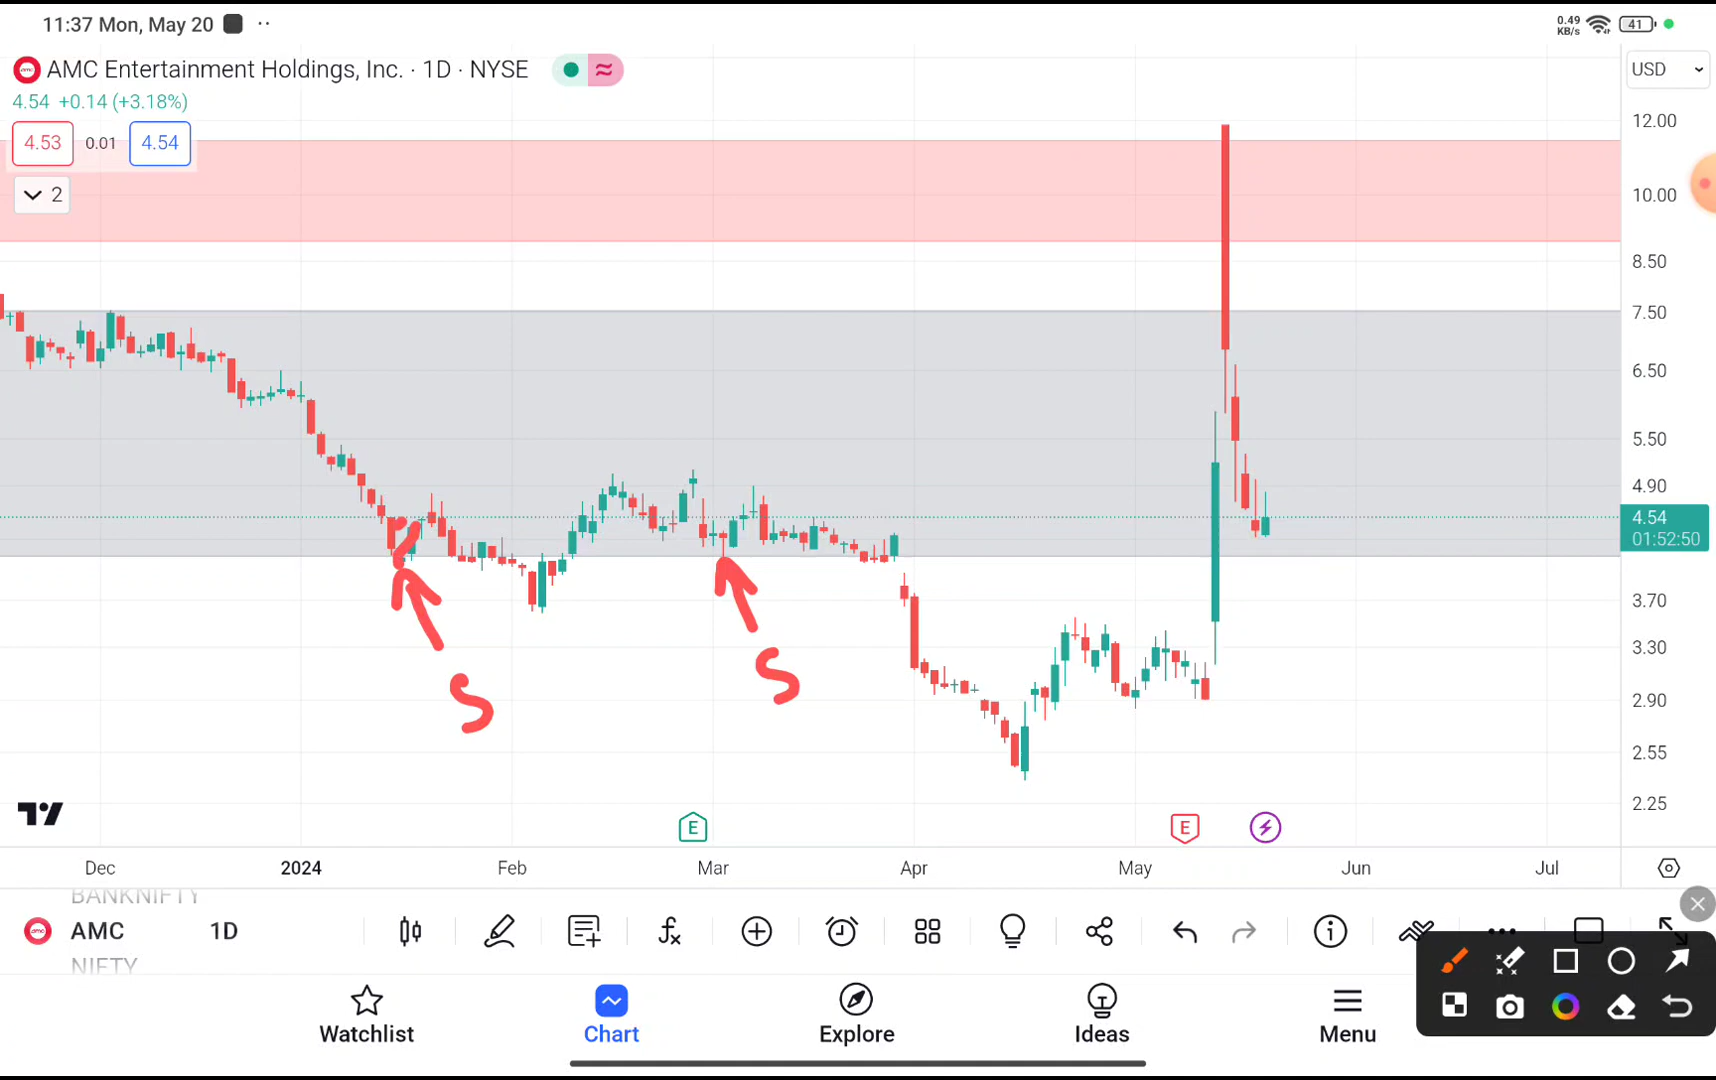 11:37 Mon, May 20
0.49
KB/s
41
AMC Entertainment Holdings, Inc. · 1D · NYSE
USD
4.54 +0.14 (+3.18%)
4.53 0.01 4.54
2
12.00
10.00
8.50
7.50
6.50
5.50
4.90
4.54
01:52:50
3.70
3.30
2.90
2.55
2.25
S
S
E
E
Dec 2024 Feb Mar Apr May Jun Jul
BANKNIFTY
AMC 1D
NIFTY
Watchlist Chart Explore Ideas Menu